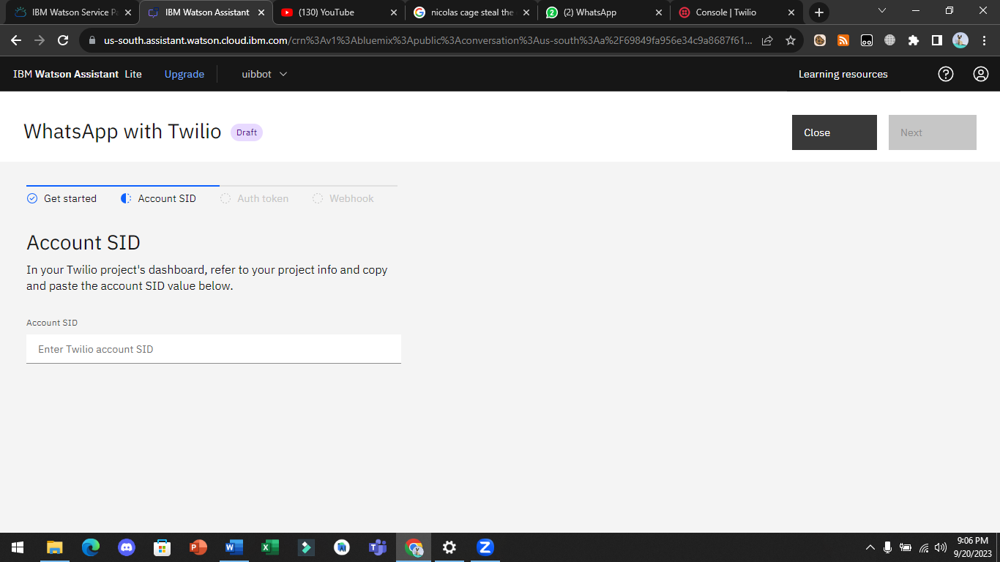 IBM Watson Service Pa
IBM Watson Assistant
(130) YouTube
nicolas cage steal the
(2) WhatsApp
Console | Twilio
us-south.assistant.watson.cloud.ibm.com/crn%3Av1%3Abluemix%3Apublic%3Aconversation%3Aus-south%3Aa%2F69849fa956e34c9a8687f61...
IBM Watson Assistant Lite
Upgrade
uibbot
Learning resources
WhatsApp with Twilio
Draft
Close
Next
Get started
Account SID
Auth token
Webhook
Account SID
In your Twilio project's dashboard, refer to your project info and copy
and paste the account SID value below.
Account SID
Enter Twilio account SID
9:06 PM
9/20/2023